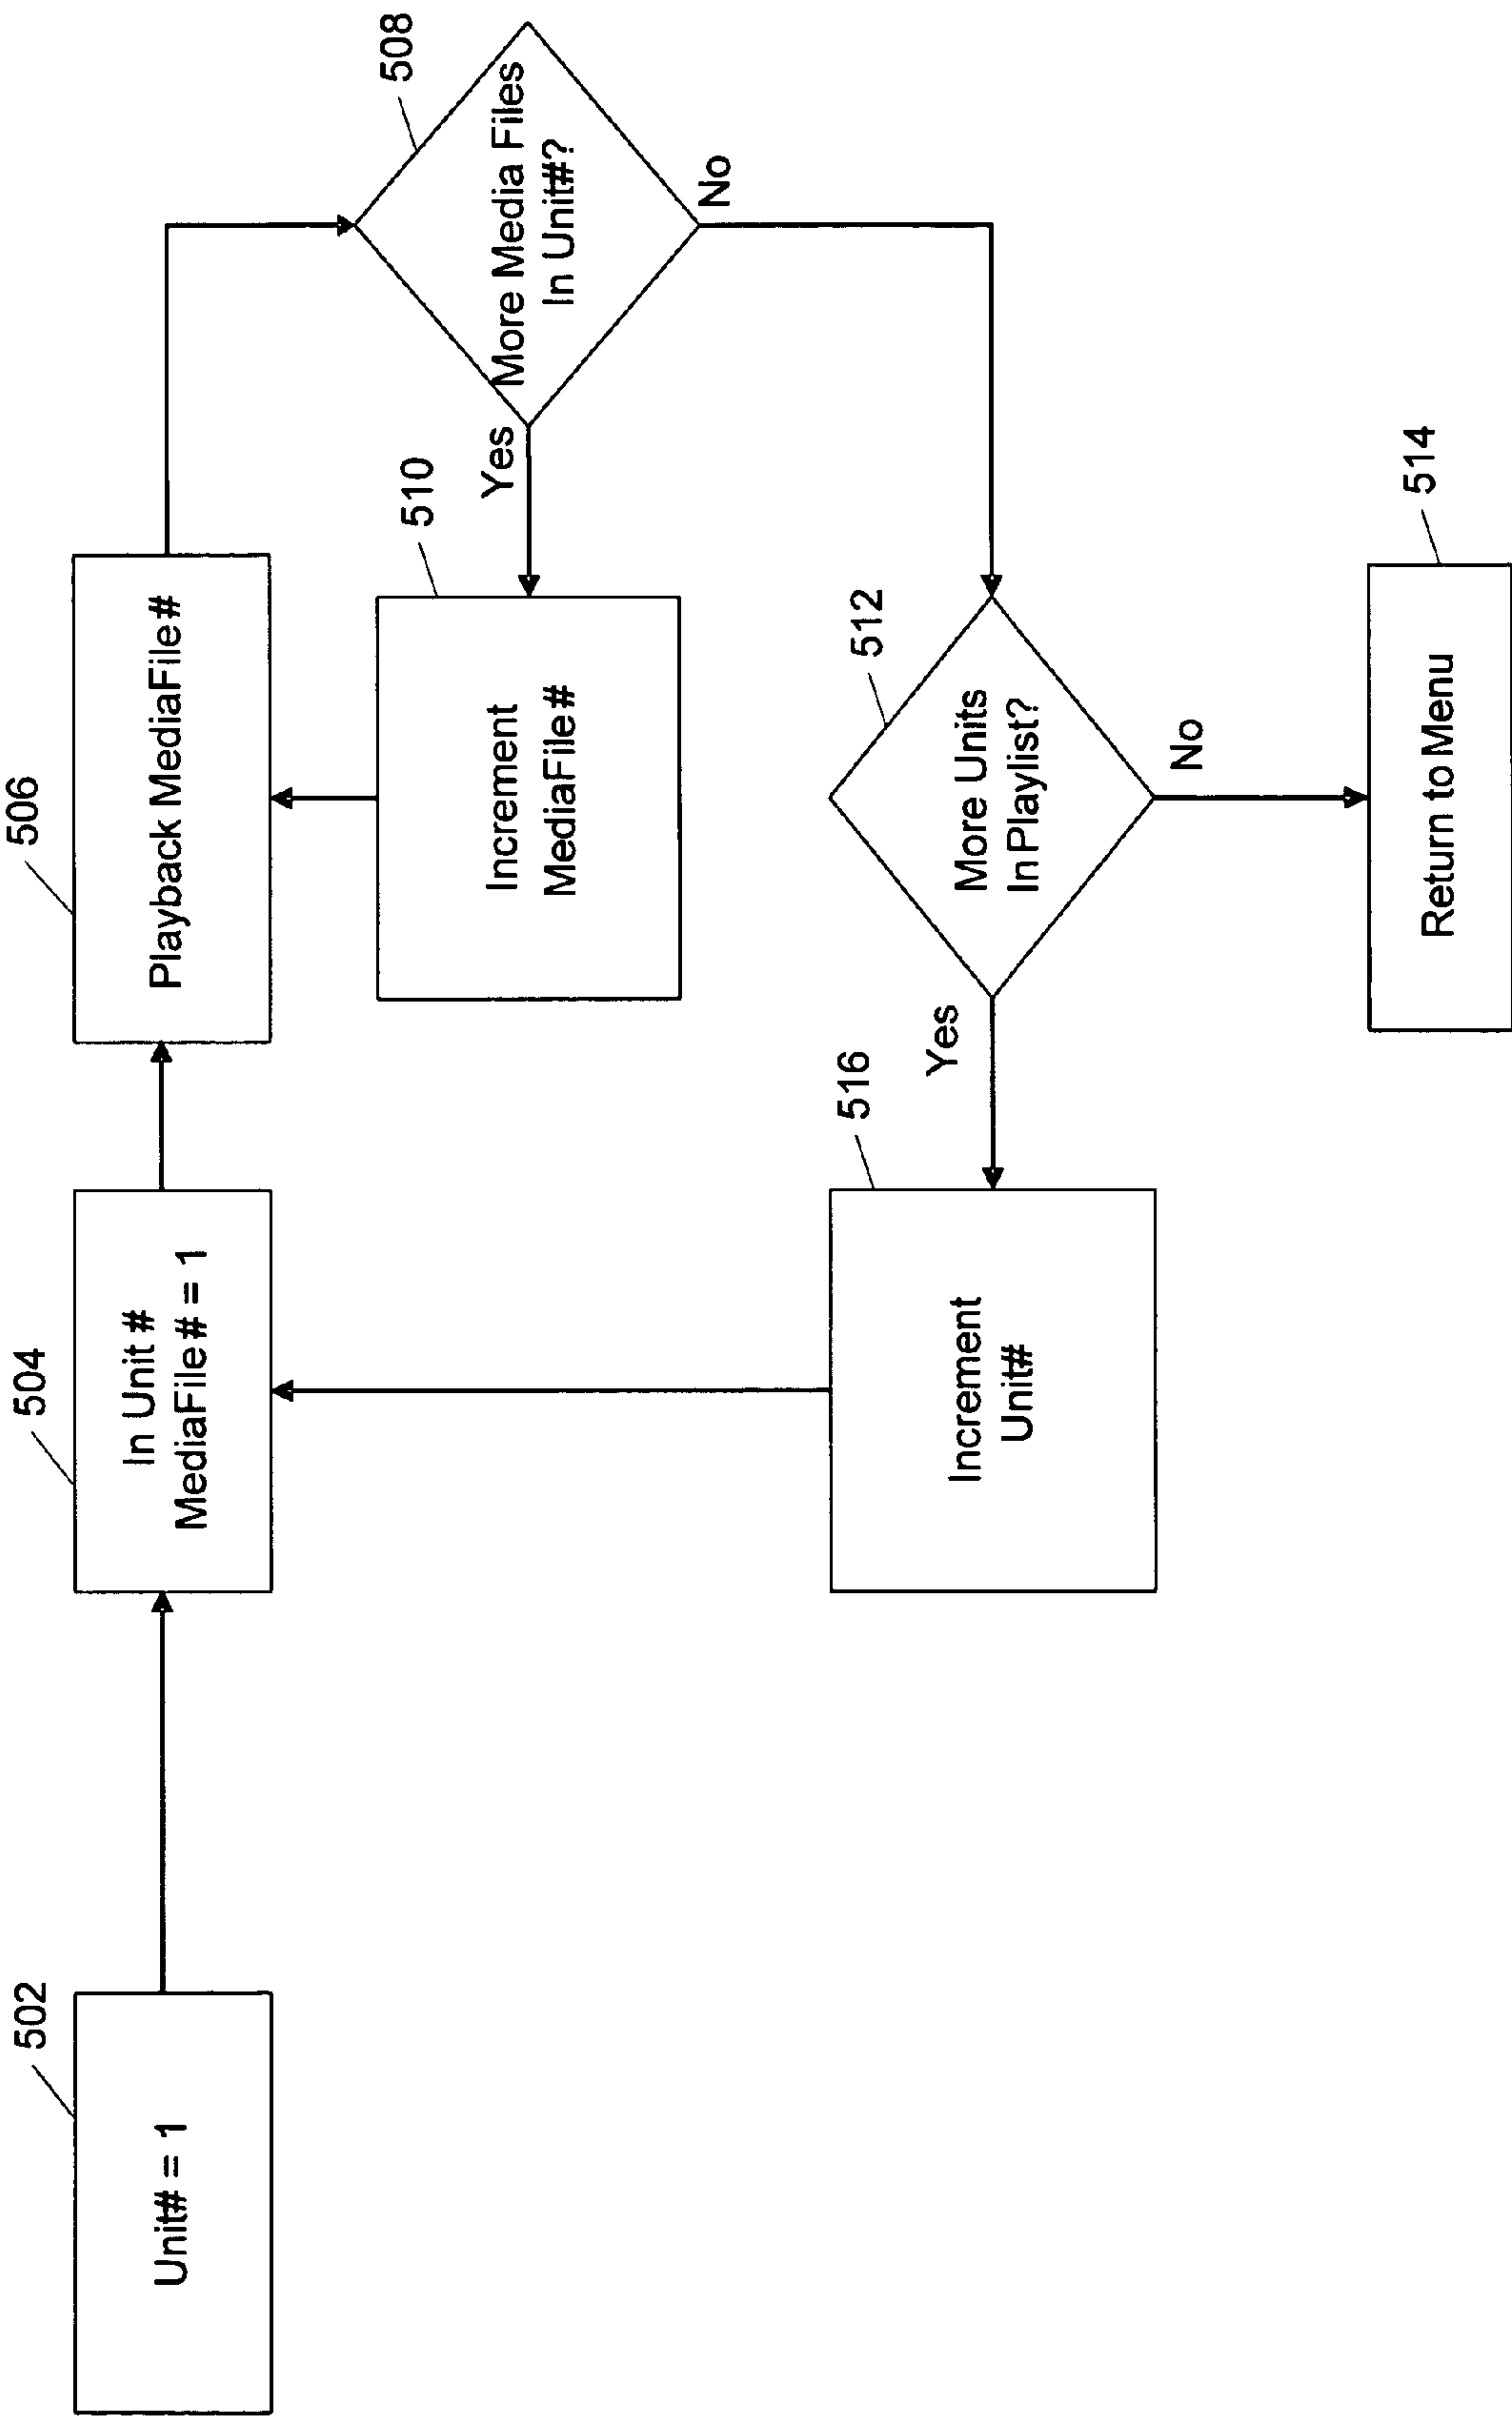 502
Unit# = 1
504
In Unit #
MediaFile# = 1
506
Playback MediaFile#
508
More Media Files
In Unit#?
Yes
No
510
Increment
MediaFile#
512
More Units
In Playlist?
Yes
No
516
Increment
Unit#
514
Return to Menu